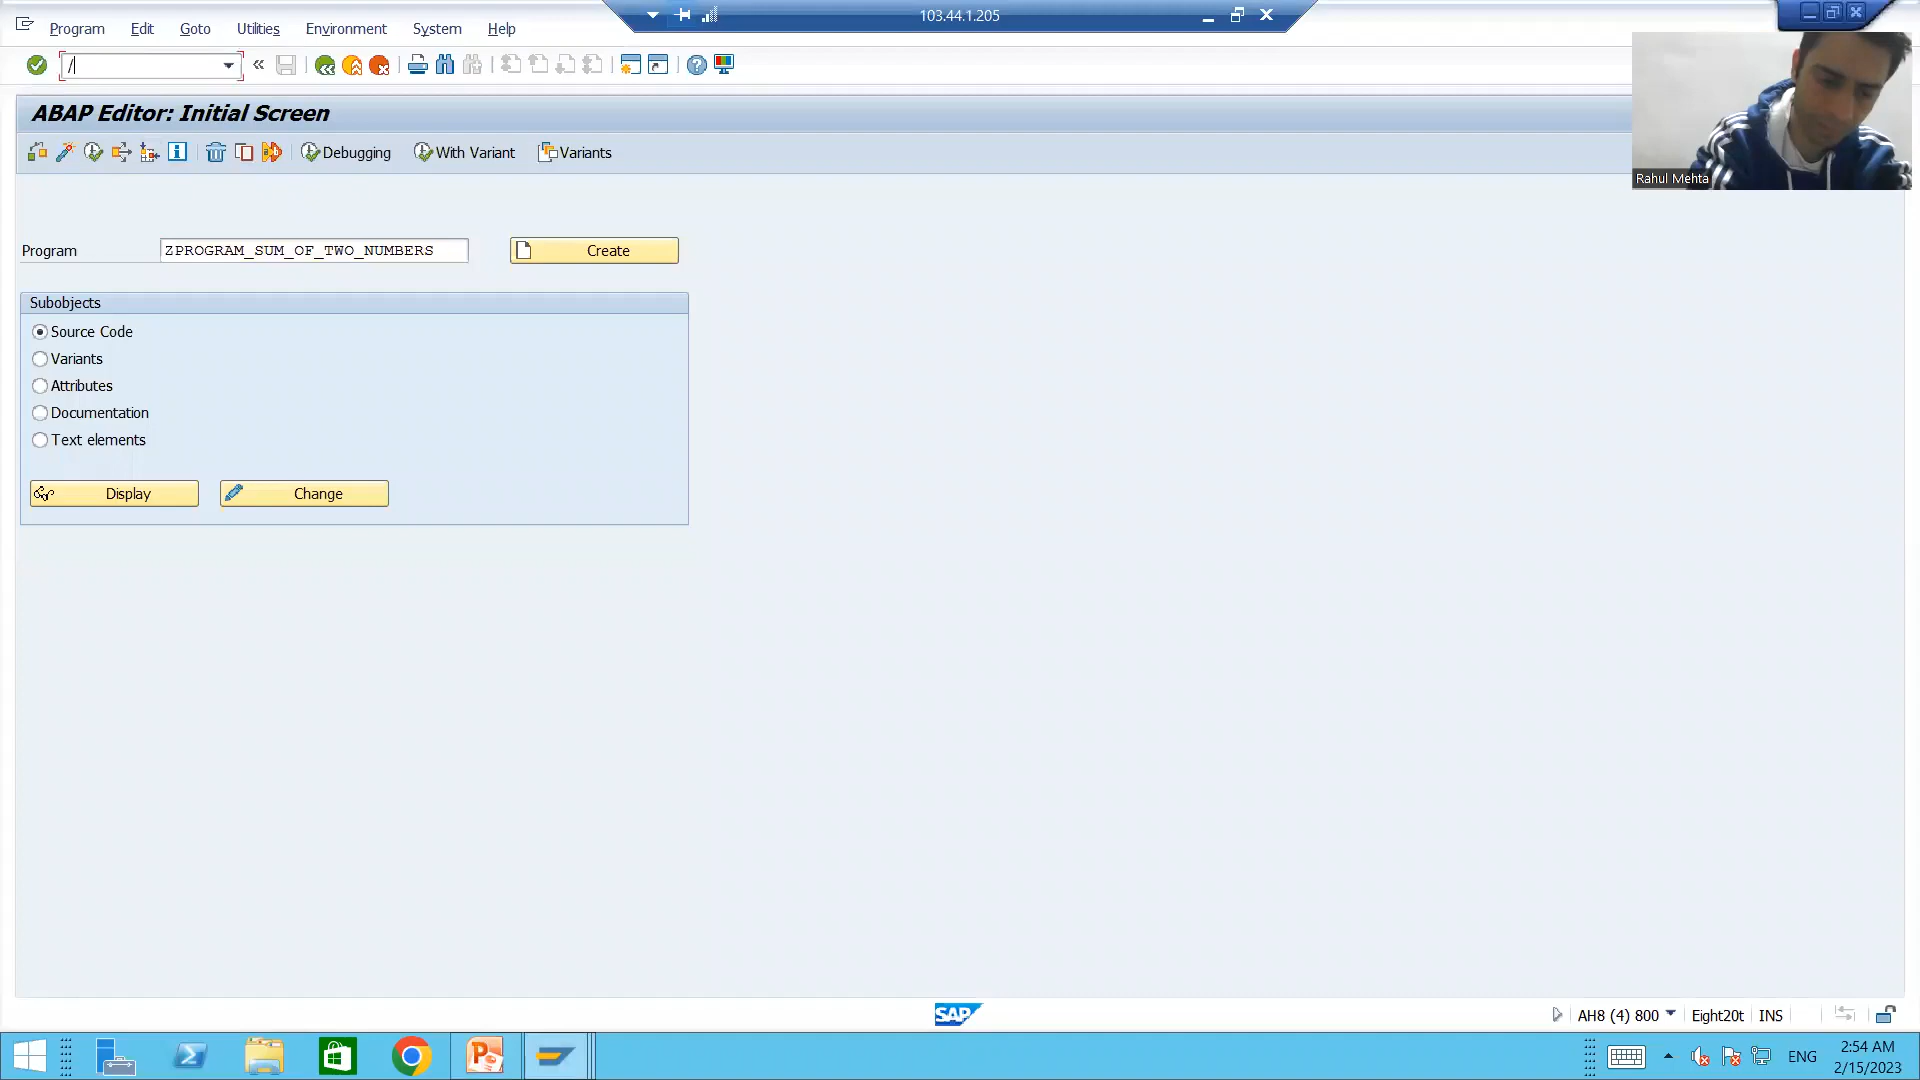 103.44.1.205
Program Edit Goto Utilities Environment System Help
/
«
ABAP Editor: Initial Screen
Debugging With Variant Variants
Rahul Mehta
Program ZPROGRAM_SUM_OF_TWO_NUMBERS Create
Subobjects
Source Code
Variants
Attributes
Documentation
Text elements
Display Change
SAP
AH8 (4) 800 Eight20t INS
ENG
2:54 AM
2/15/2023